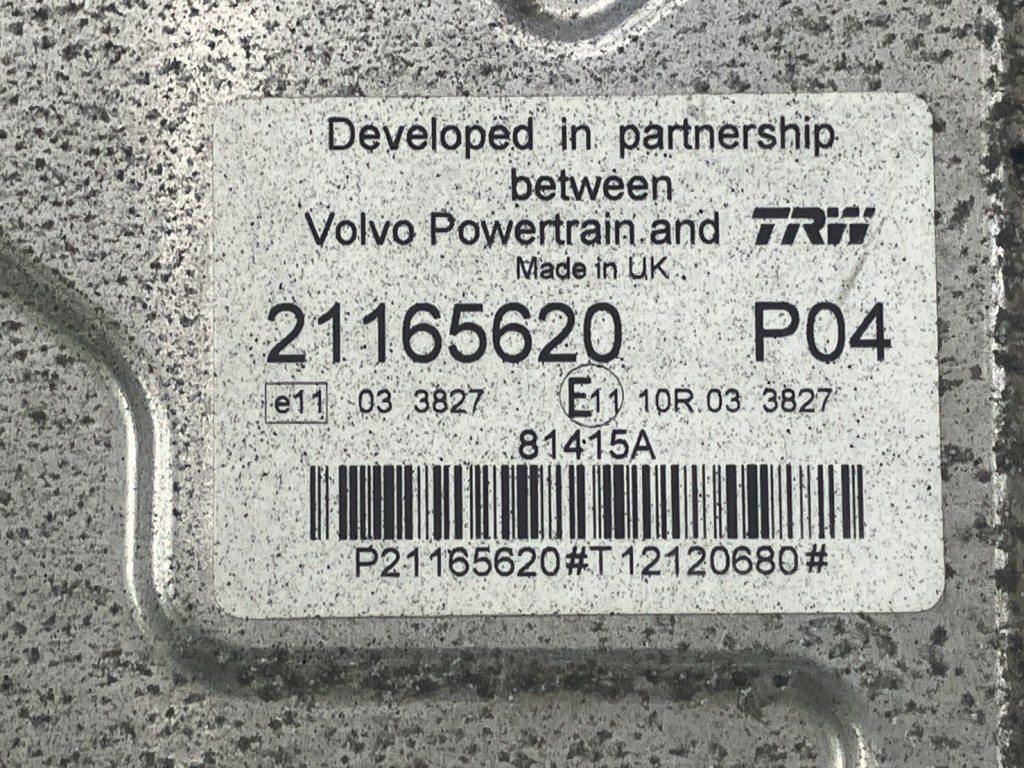 Developed in partnership
between
Volvo Powertrain and TRW
Made in UK
21165620 P04
e11 03 3827 E11 10R 03 3827
81415A
P21165620#T12120680#